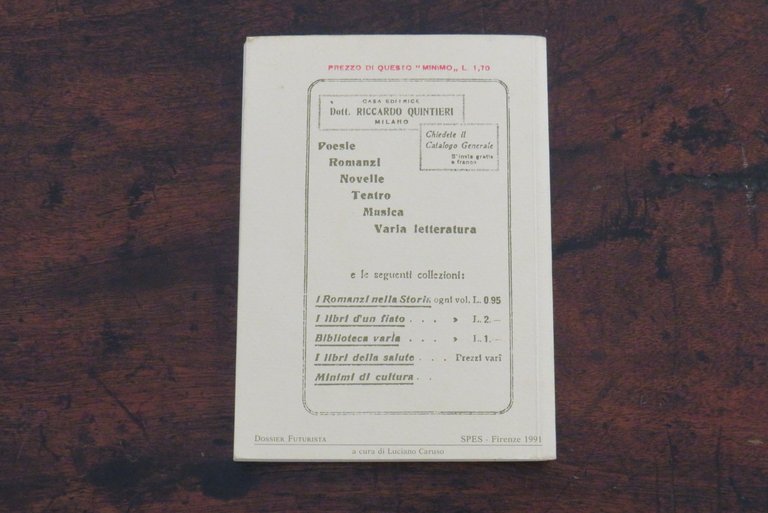 PREZZO DI QUESTO "MINIMO„ L. 1,70
CASA EDITRICE
Dott. RICCARDO QUINTIERI
MILANO
Chiedete il
Catalogo Generale
S'invia gratis
e franco
Poesie
Romanzi
Novelle
Teatro
Musica
Varia letteratura
e le seguenti collezioni:
I Romanzi nella Storia ogni vol. L. 0.95
I libri d'un fiato . . . » L. 2.—
Biblioteca varia . . . » L. 1.—
I libri della salute . . . Prezzi vari
Minimi di cultura . .
DOSSIER FUTURISTA SPES - Firenze 1991
a cura di Luciano Caruso